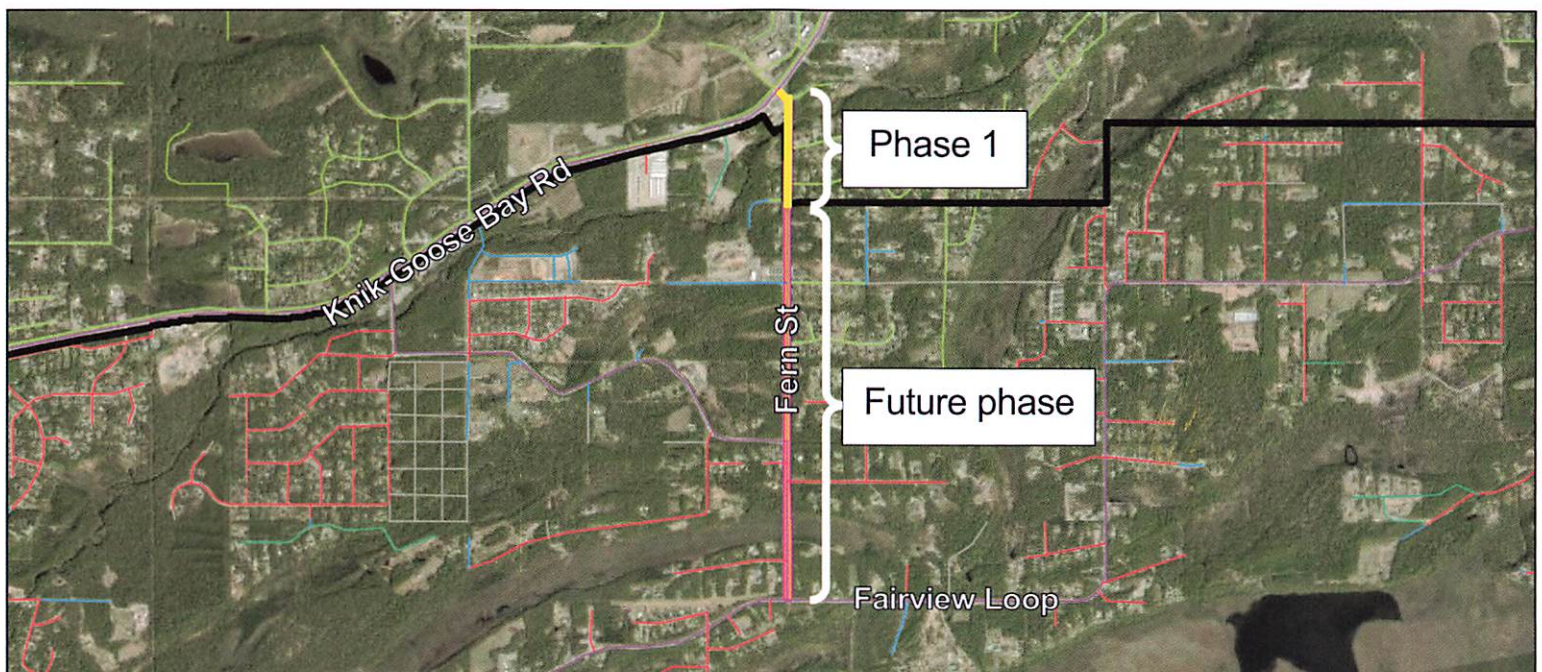 Phase 1
Knik-Goose Bay Rd
Fern St
Future phase
Fairview Loop